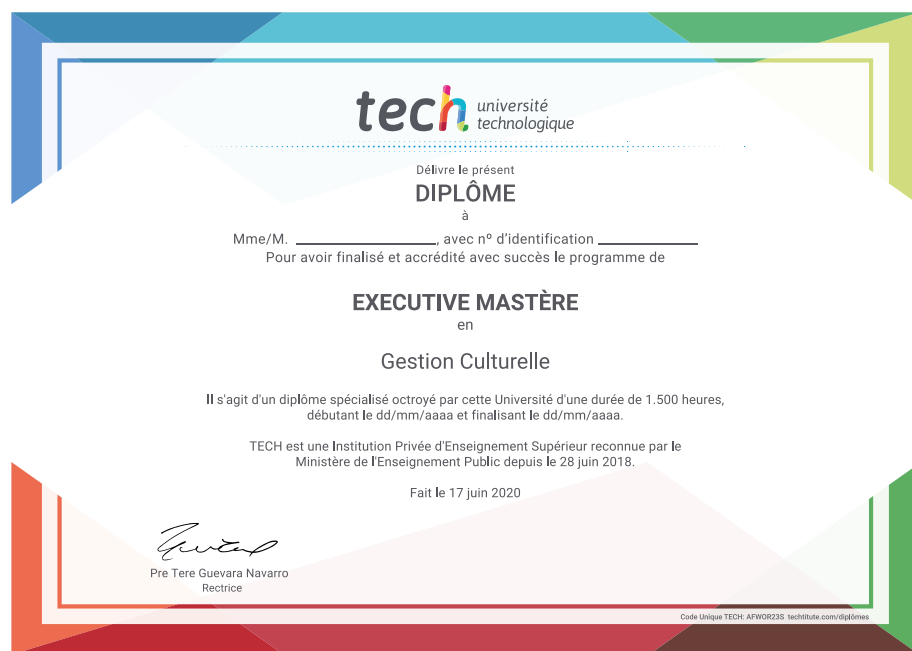 tech université
technologique
Délivre le présent
DIPLÔME
à
Mme/M. ____________________, avec nº d'identification ______________
Pour avoir finalisé et accrédité avec succès le programme de
EXECUTIVE MASTÈRE
en
Gestion Culturelle
Il s'agit d'un diplôme spécialisé octroyé par cette Université d'une durée de 1.500 heures,
débutant le dd/mm/aaaa et finalisant le dd/mm/aaaa.
TECH est une Institution Privée d'Enseignement Supérieur reconnue par le
Ministère de l'Enseignement Public depuis le 28 juin 2018.
Fait le 17 juin 2020
Pre Tere Guevara Navarro
Rectrice
Code Unique TECH: AFWOR23S techtitute.com/diplômes